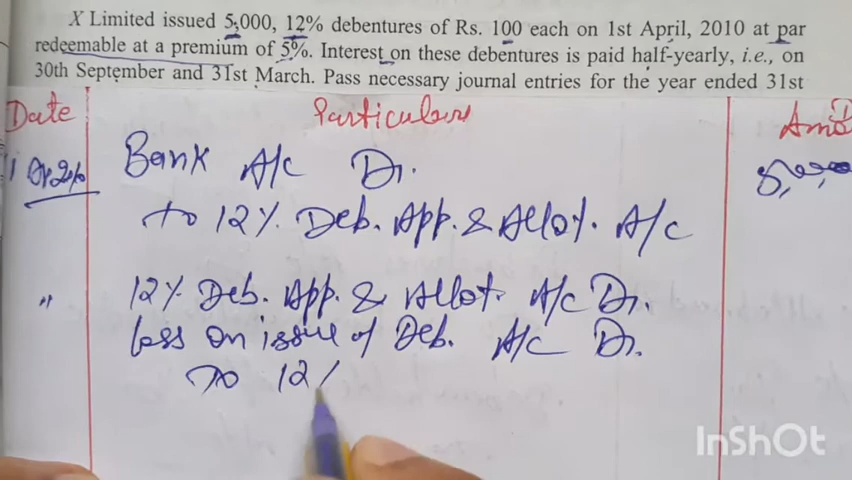 X Limited issued 5,000, 12% debentures of Rs. 100 each on 1st April, 2010 at par
redeemable at a premium of 5%. Interest on these debentures is paid half-yearly, i.e., on
30th September and 31st March. Pass necessary journal entries for the year ended 31st
Date Particulars
Bank A/c Dr.
To 12% Deb. App. & Allot. A/c
" 12% Deb. App. & Allot. A/c Dr.
Loss on issue of Deb. A/c Dr.
To 12%
InShOt